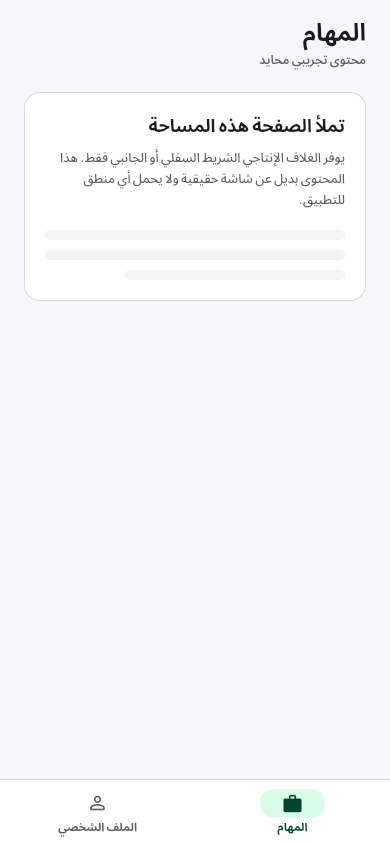 المهام
محتوى تجريبي محايد
تملأ الصفحة هذه المساحة
يوفر الغلاف الإنتاجي الشريط السفلي أو الجانبي فقط. هذا
المحتوى بديل عن شاشة حقيقية ولا يحمل أي منطق
للتطبيق.
المهام
الملف الشخصي